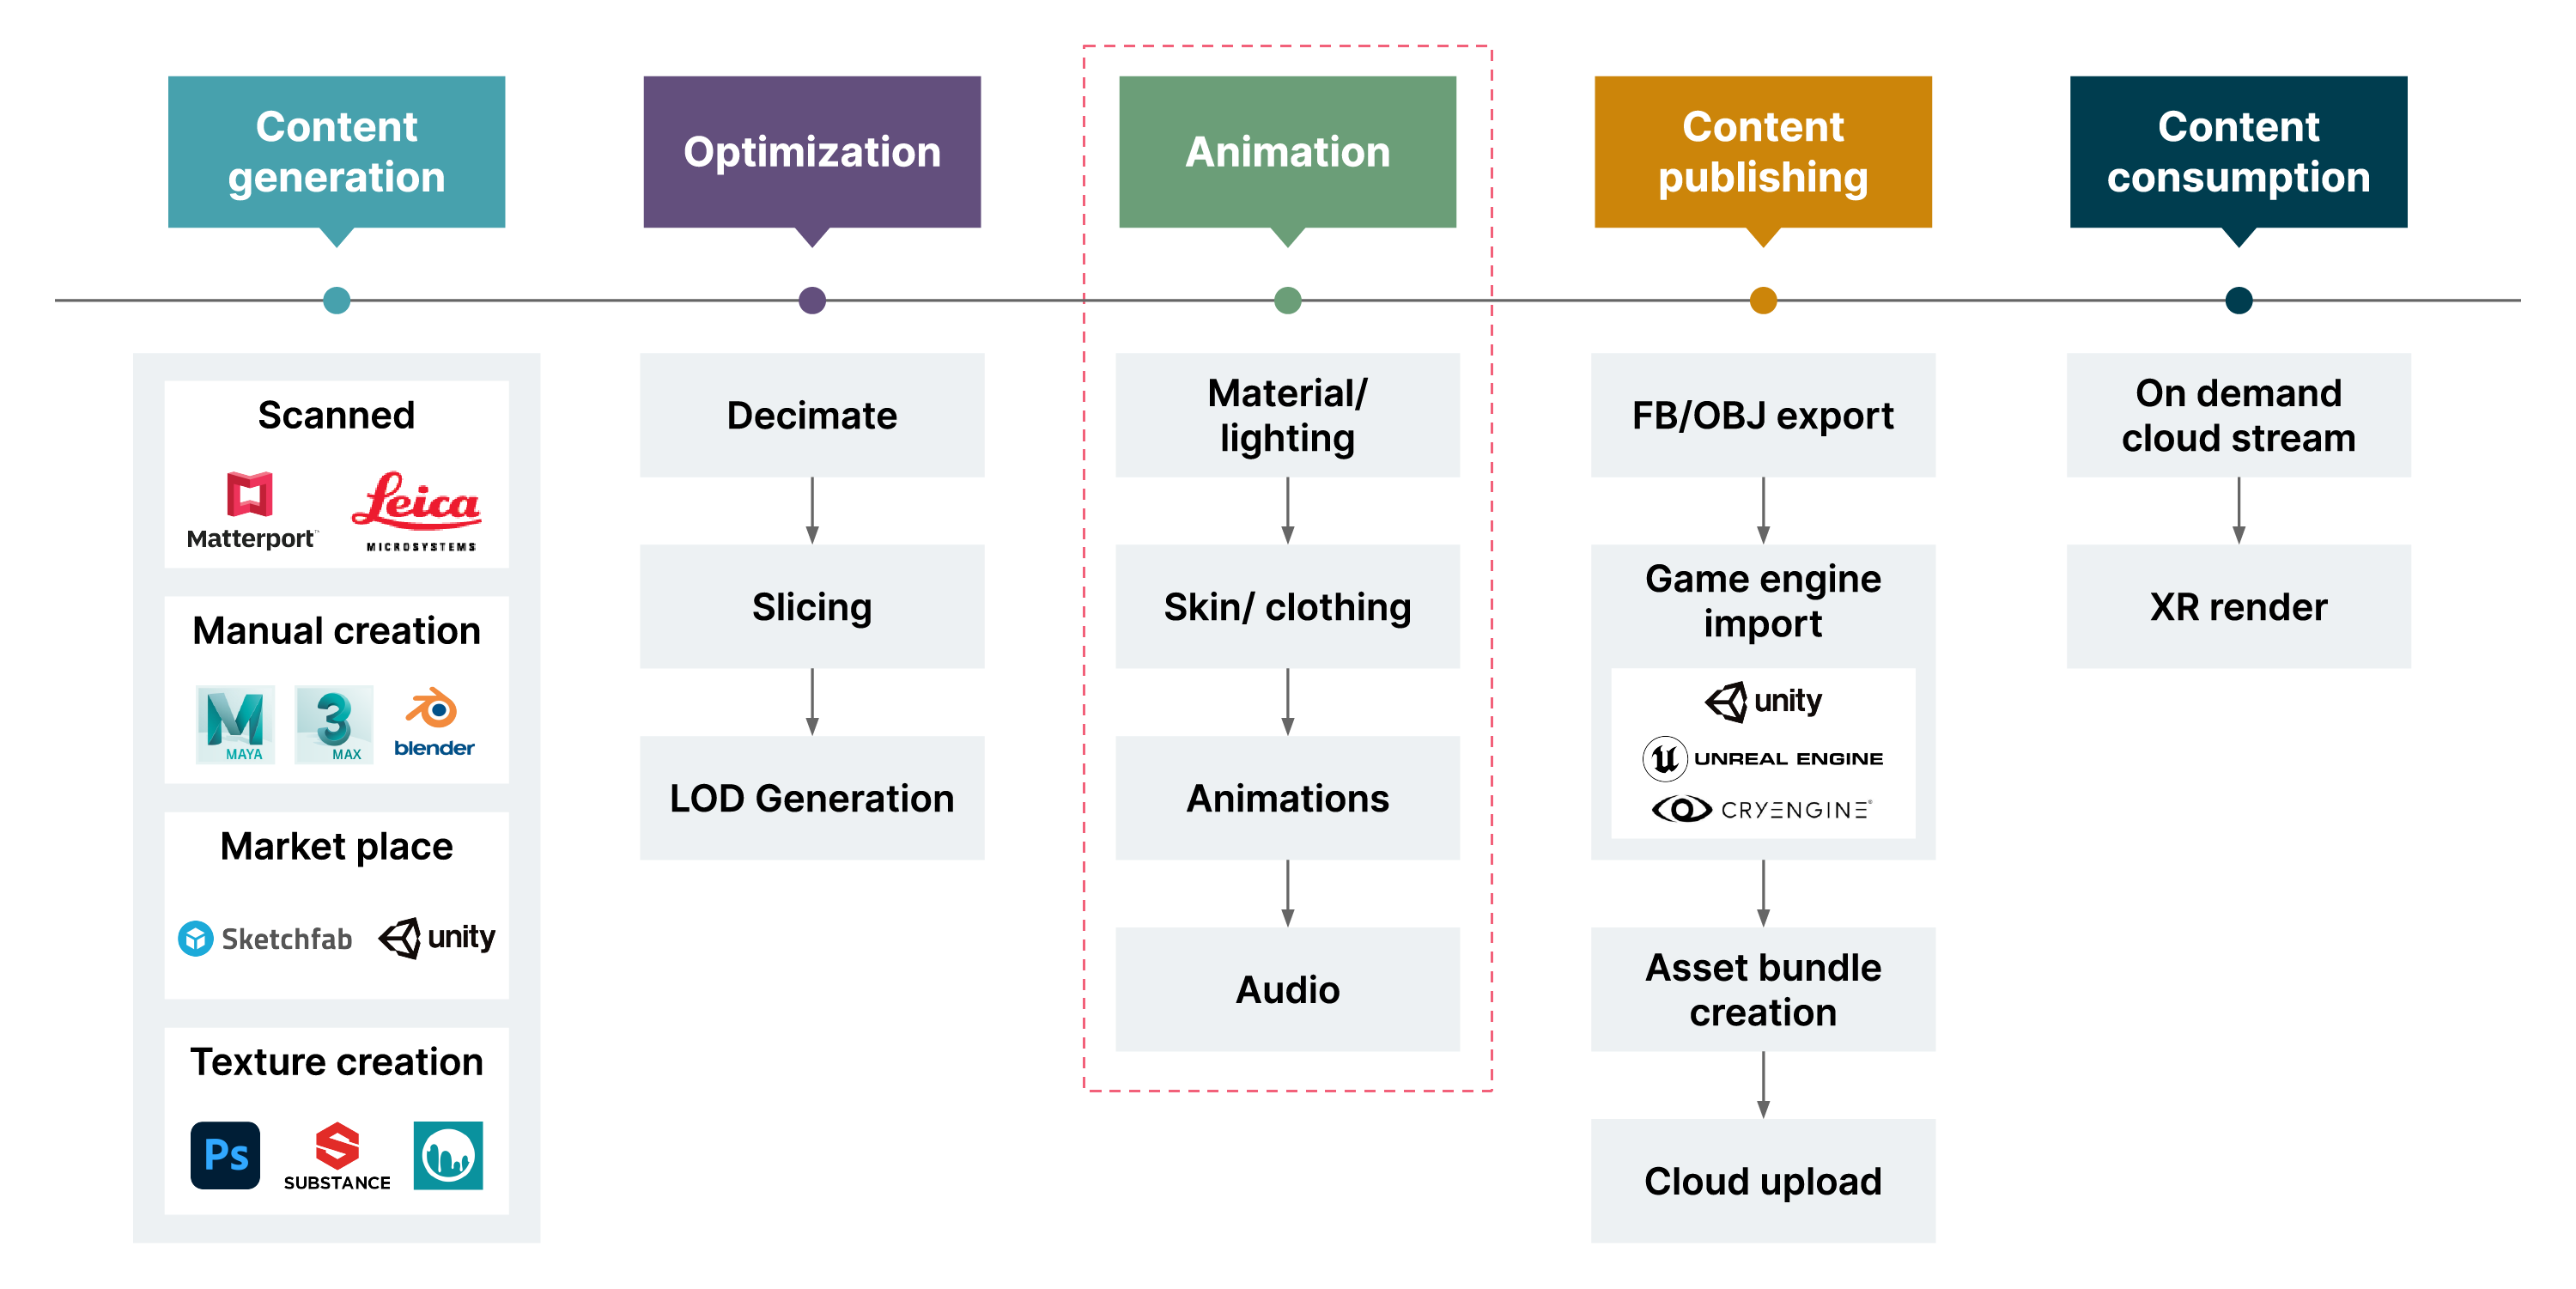 Content
generation
Optimization
Animation
Content
publishing
Content
consumption
Scanned
Matterport™
Leica
MICROSYSTEMS
Manual creation
M
MAYA
3
MAX
blender
Market place
Sketchfab
unity
Texture creation
Ps
S
SUBSTANCE
Decimate
Slicing
LOD Generation
Material/
lighting
Skin/ clothing
Animations
Audio
FB/OBJ export
Game engine
import
unity
UNREAL ENGINE
CRYENGINE®
Asset bundle
creation
Cloud upload
On demand
cloud stream
XR render